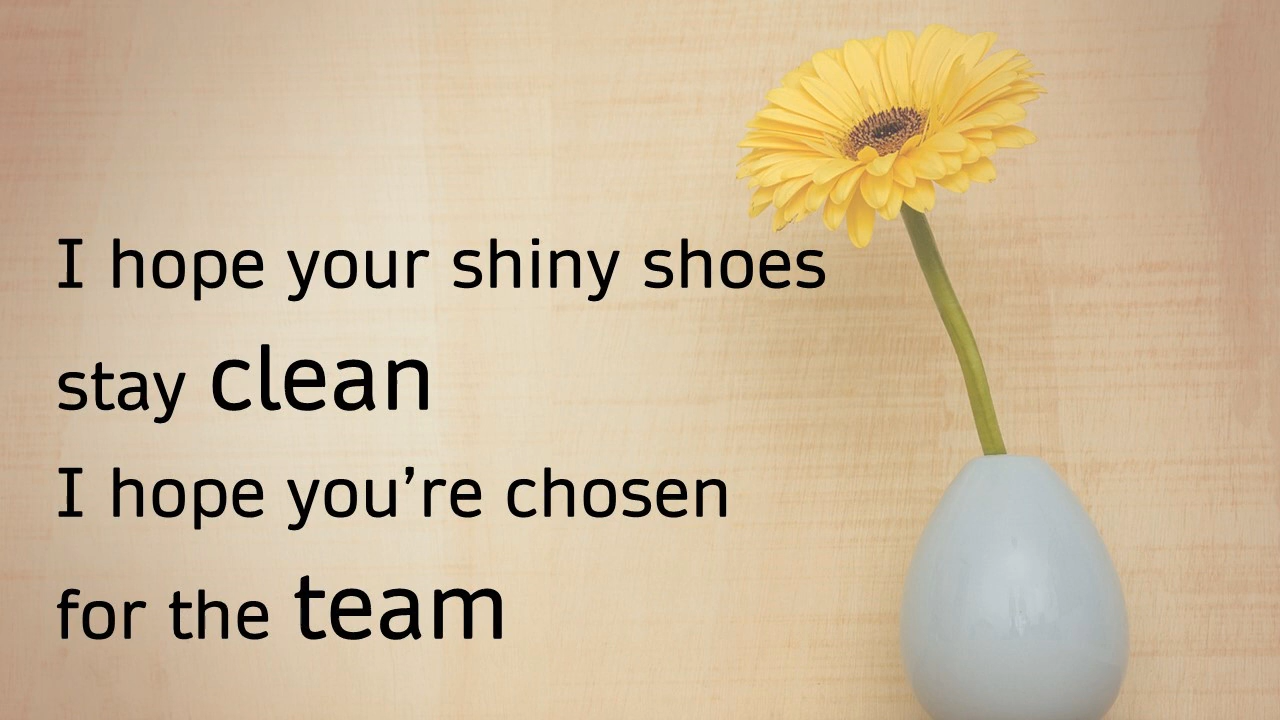 I hope your shiny shoes
stay clean
I hope you’re chosen
for the team